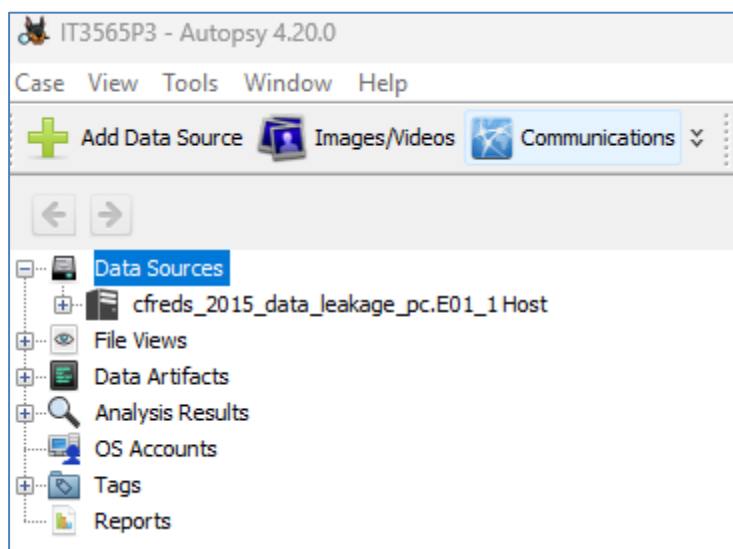 IT3565P3 - Autopsy 4.20.0
Case View Tools Window Help
Add Data Source Images/Videos Communications
Data Sources
cfreds_2015_data_leakage_pc.E01_1 Host
File Views
Data Artifacts
Analysis Results
OS Accounts
Tags
Reports